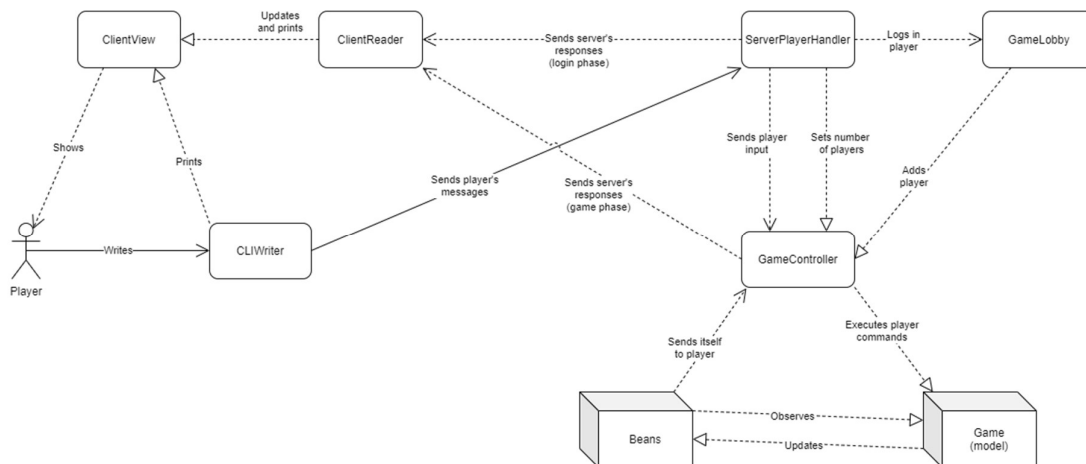 Updates
and prints
ClientView
ClientReader
Sends server's
responses
(login phase)
ServerPlayerHandler
Logs in
player
GameLobby
Shows
Prints
Sends player's
messages
Sends server's
responses
(game phase)
Sends player
input
Sets number
of players
Adds
player
Player
Writes
CLIWriter
GameController
Sends itself
to player
Executes player
commands
Beans
Observes
Updates
Game
(model)